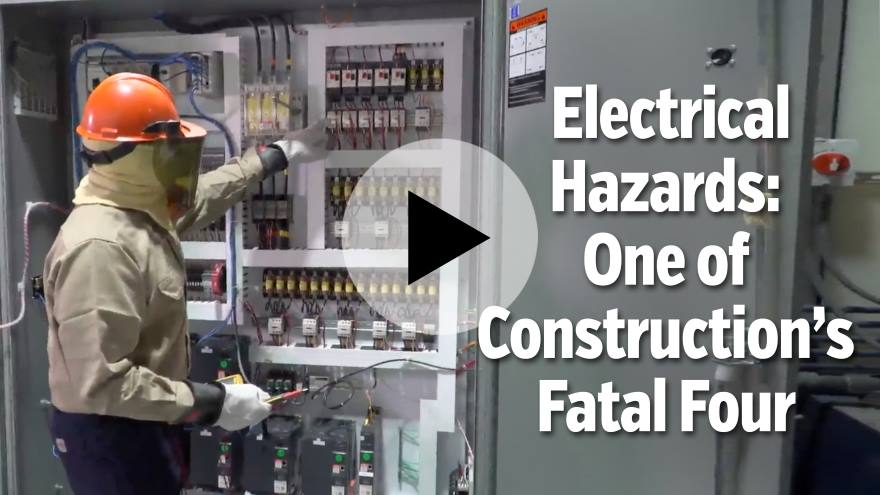 Electrical
Hazards:
One of
Construction’s
Fatal Four